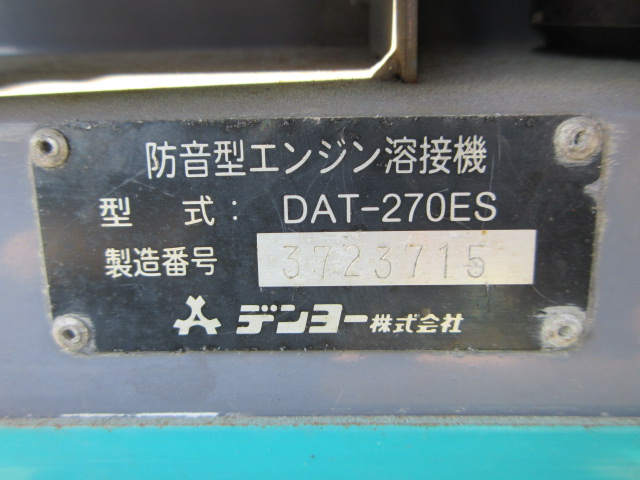 防音型エンジン溶接機
型 式: DAT-270ES
製造番号 3723715
デンヨー株式会社